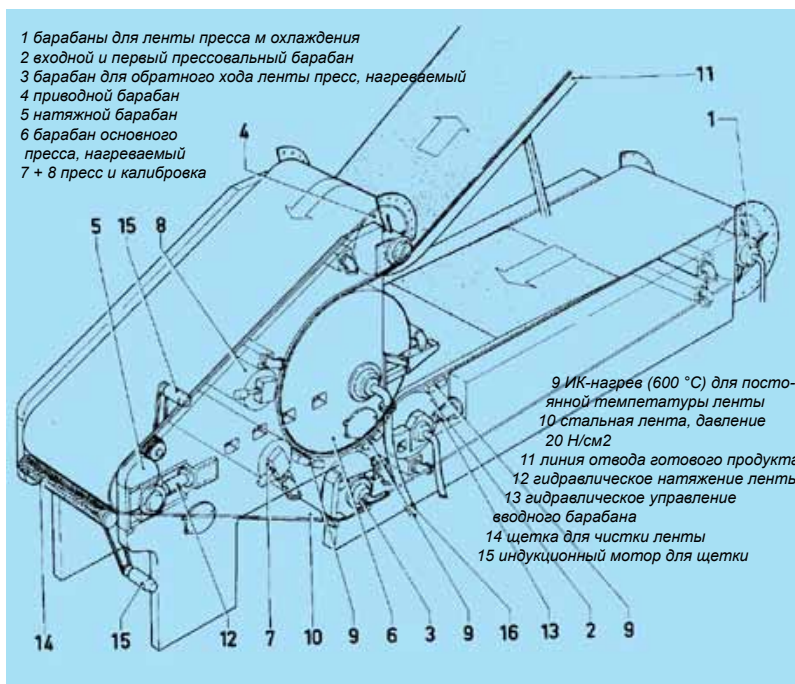 1 барабаны для ленты пресса м охлаждения
2 входной и первый прессовальный барабан
3 барабан для обратного хода ленты пресс, нагреваемый
4 приводной барабан
5 натяжной барабан
6 барабан основного
пресса, нагреваемый
7 + 8 пресс и калибровка
11
1
4
5 15 8
9 ИК-нагрев (600 °C) для посто-
янной темпетатуры ленты
10 стальная лента, давление
20 Н/см2
11 линия отвода готового продукта
12 гидравлическое натяжение ленты
13 гидравлическое управление
вводного барабана
14 щетка для чистки ленты
15 индукционный мотор для щетки
14 15 12 7 10 9 6 3 9 16 13 2 9